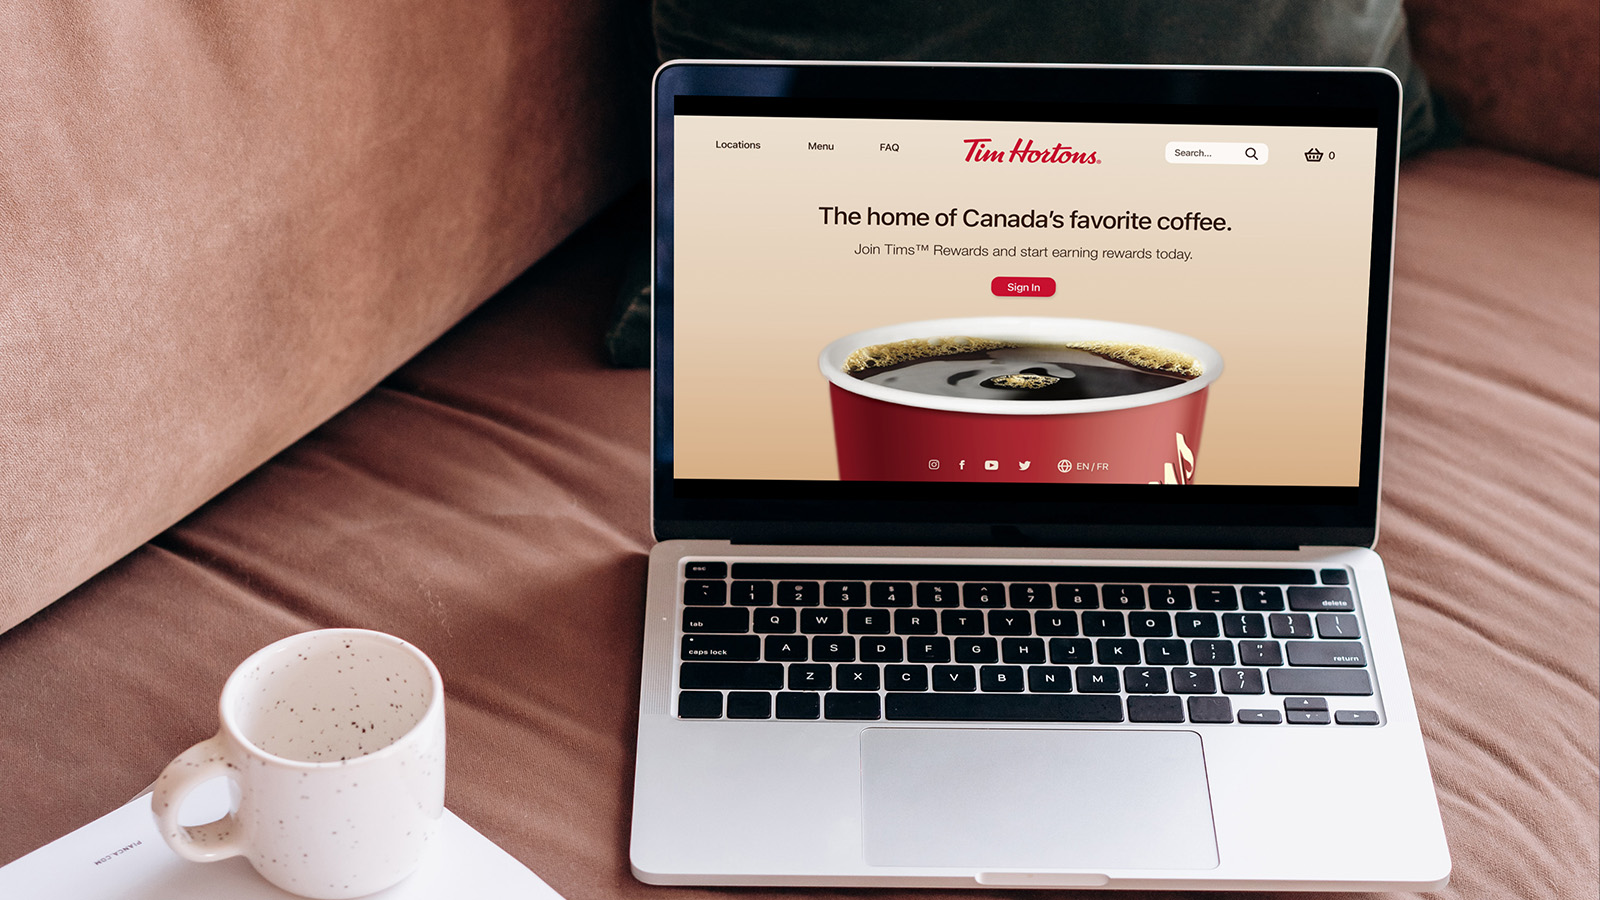 Locations Menu FAQ Tim Hortons® Search... 0
The home of Canada's favorite coffee.
Join Tims™ Rewards and start earning rewards today.
Sign In
EN / FR
esc
~ ! @ # $ % ^ & * ( ) _ +
` 1 2 3 4 5 6 7 8 9 0 - = delete
tab Q W E R T Y U I O P { [ } ] | \
caps lock A S D F G H J K L : ; " ' return
Z X C V B N M < , > . ? /
PIANCA.COM